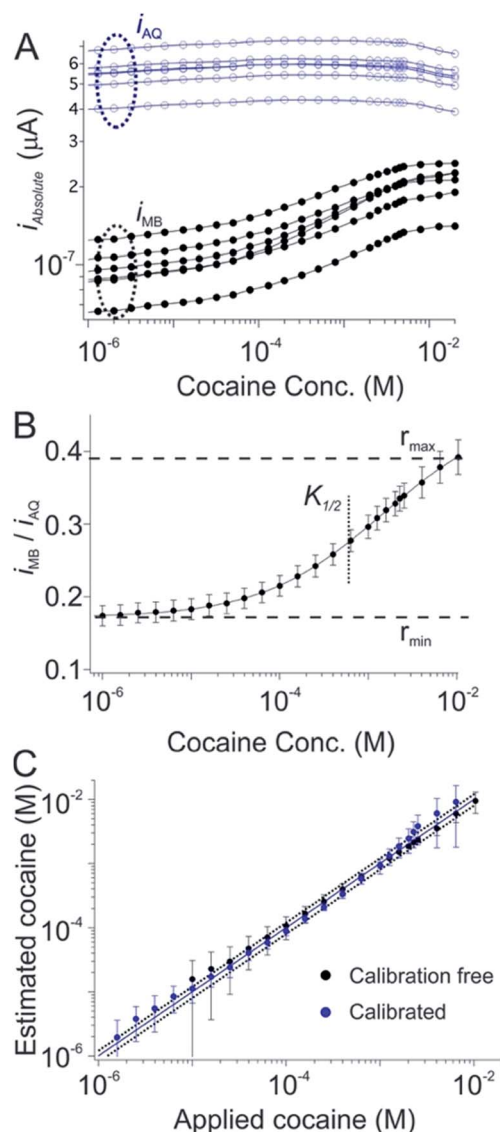 A
i_AQ
i_Absolute (μA)
6
5
4
3
2
i_MB
10^-7
10^-6
10^-4
10^-2
Cocaine Conc. (M)
B
r_max
0.4
K_1/2
i_MB / i_AQ
0.3
0.2
r_min
0.1
10^-6
10^-4
10^-2
Cocaine Conc. (M)
C
Estimated cocaine (M)
10^-2
10^-4
Calibration free
Calibrated
10^-6
10^-6
10^-4
10^-2
Applied cocaine (M)